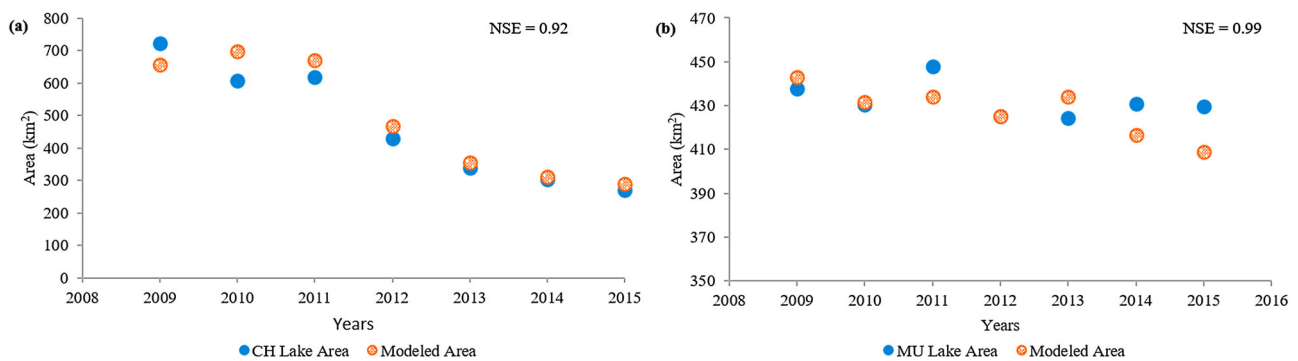 (a)
NSE = 0.92
800
700
600
500
400
300
200
100
0
Area (km²)
2008 2009 2010 2011 2012 2013 2014 2015
Years
CH Lake Area Modeled Area
(b)
NSE = 0.99
470
450
430
410
390
370
350
Area (km²)
2008 2009 2010 2011 2012 2013 2014 2015 2016
Years
MU Lake Area Modeled Area